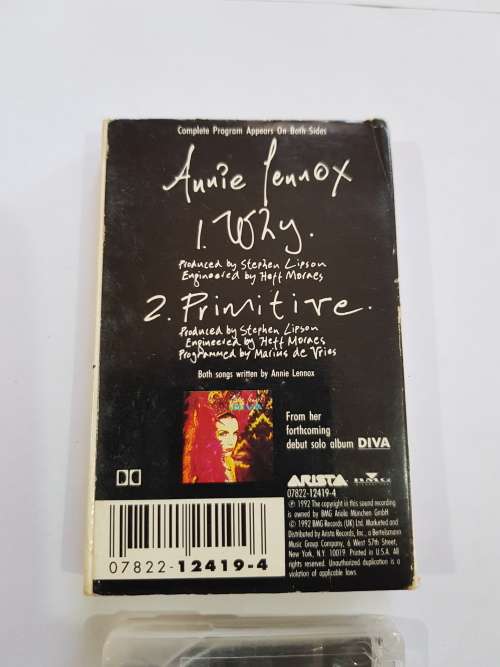 Complete Program Appears On Both Sides
Annie Lennox
1. Why.
Produced by Stephen Lipson
Engineered by Heff Moraes
2. Primitive.
Produced by Stephen Lipson
Engineered by Heff Moraes
Programmed by Marius de Vries
Both songs written by Annie Lennox
DIVA
From her
forthcoming
debut solo album DIVA
ARISTA BMG
07822-12419-4
℗ 1992 The copyright in this sound recording
is owned by BMG Ariola München GmbH
© 1992 BMG Records (UK) Ltd. Marketed and
Distributed by Arista Records, Inc., a Bertelsmann
Music Group Company, 6 West 57th Street,
New York, N.Y. 10019. Printed in U.S.A. All
rights reserved. Unauthorized duplication is a
violation of applicable laws.
07822-12419-4